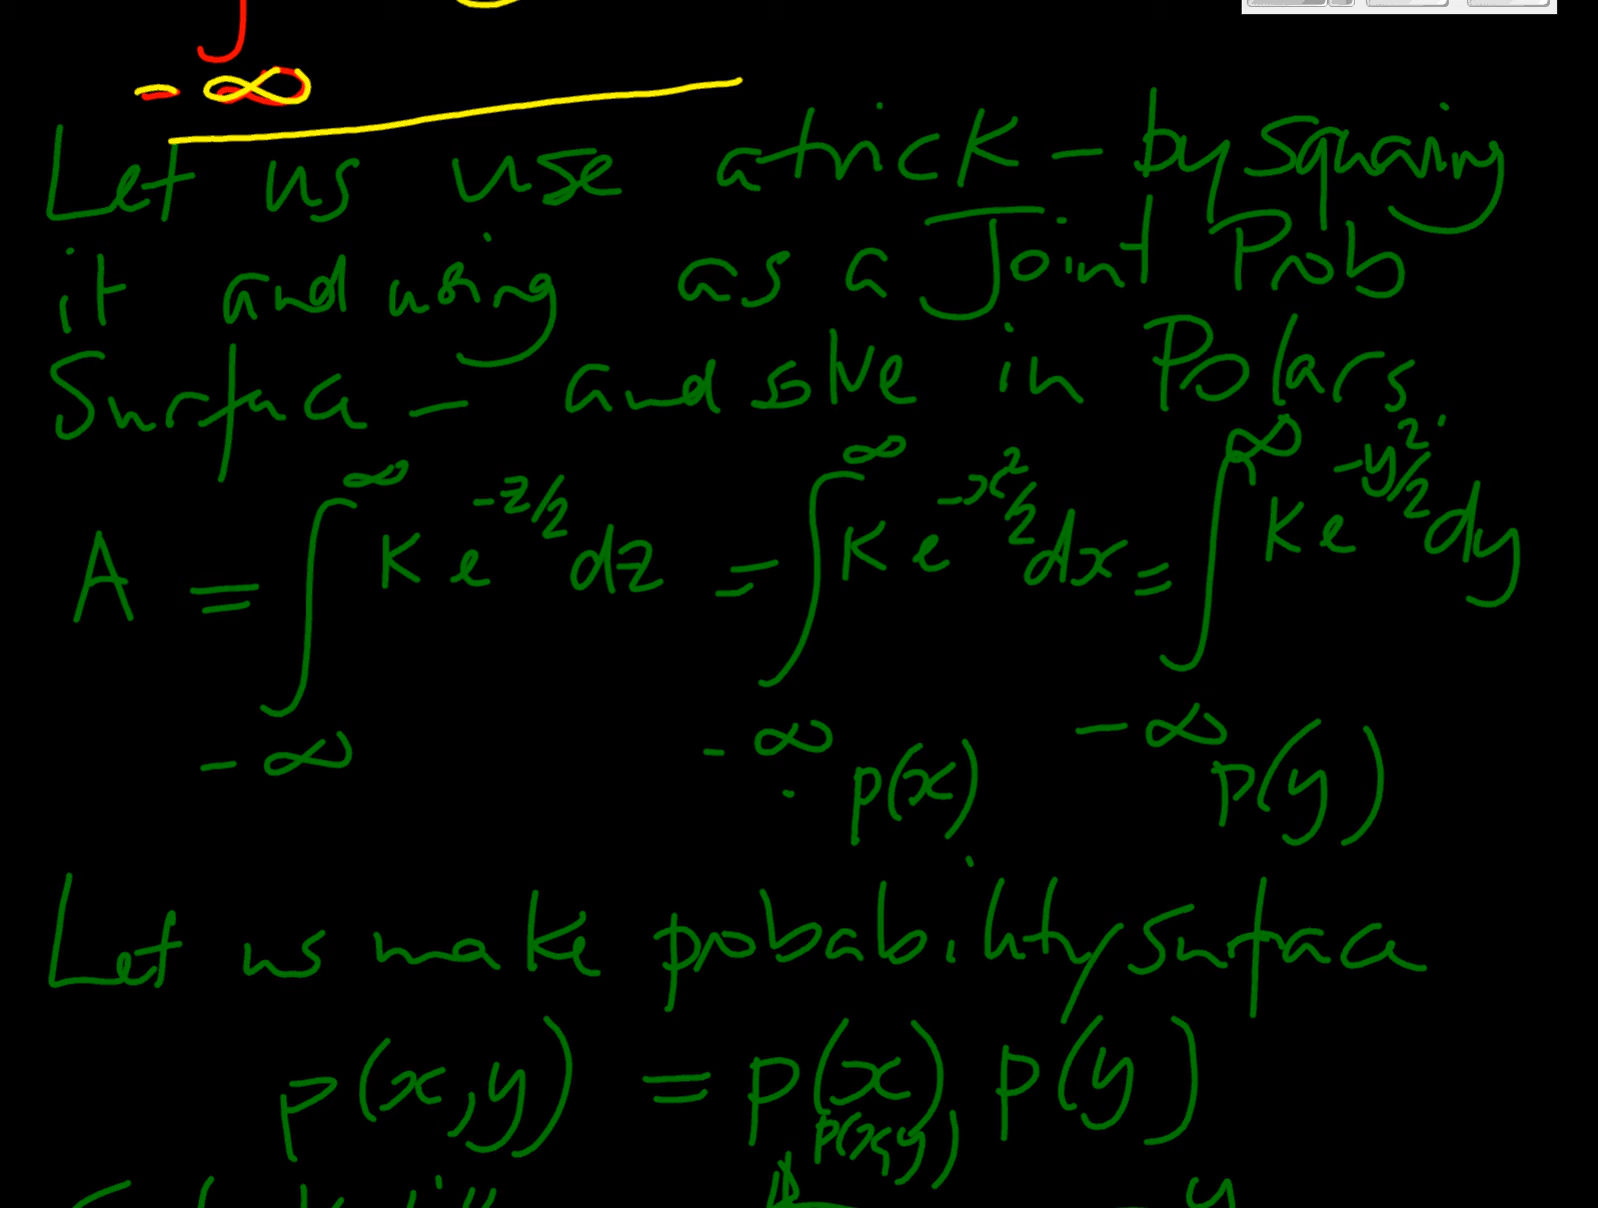 ∫
-∞
Let us use a trick - by squaring
it and using as a Joint Prob
Surface - and solve in Polars.
A = ∫_{-∞}^{∞} K e^{-z/2} dz = ∫_{-∞}^{∞} K e^{-x²/2} dx = ∫_{-∞}^{∞} K e^{-y²/2} dy
p(x) p(y)
Let us make probability surface
p(x,y) = p(x) p(y)
p(x,y)
y